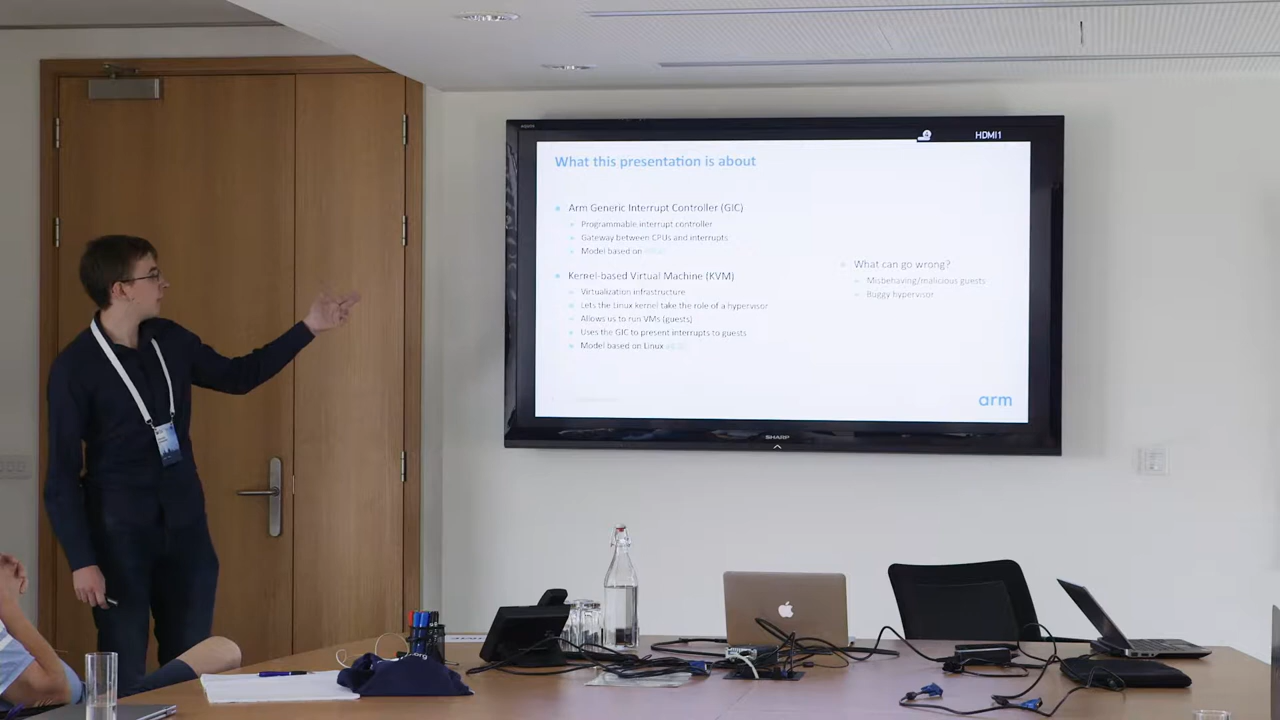 HDMI1
What this presentation is about
Arm Generic Interrupt Controller (GIC)
Programmable interrupt controller
Gateway between CPUs and interrupts
Model based on
Kernel-based Virtual Machine (KVM)
Virtualization infrastructure
Lets the Linux kernel take the role of a hypervisor
Allows us to run VMs (guests)
Uses the GIC to present interrupts to guests
Model based on Linux
What can go wrong?
Misbehaving/malicious guests
Buggy hypervisor
arm
SHARP